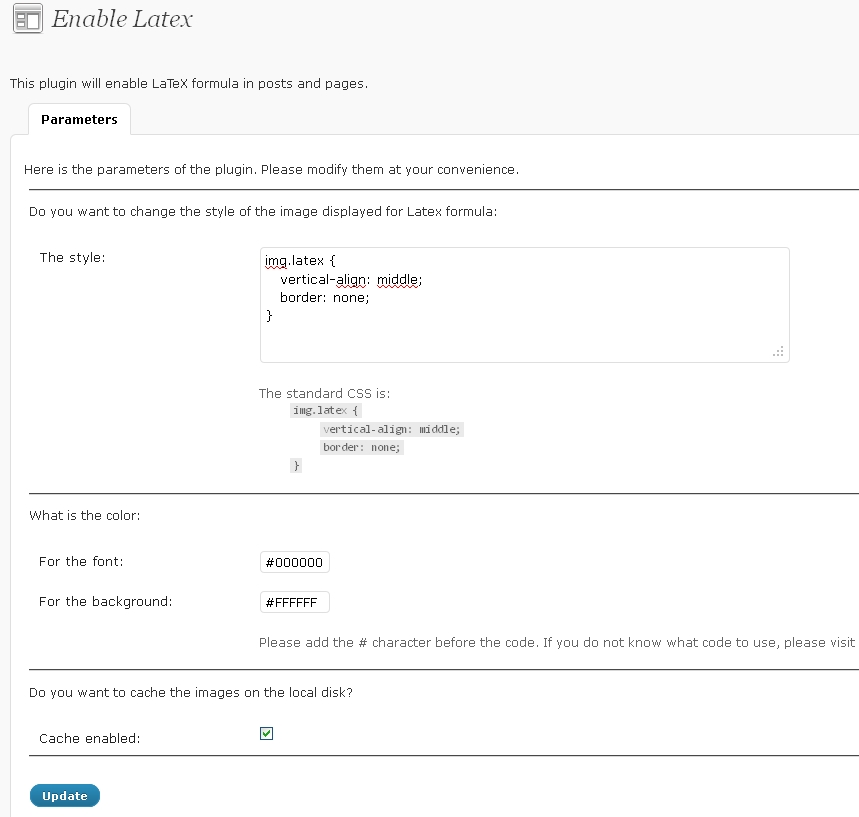 Enable Latex
This plugin will enable LaTeX formula in posts and pages.
Parameters
Here is the parameters of the plugin. Please modify them at your convenience.
Do you want to change the style of the image displayed for Latex formula:
The style:
img.latex {
vertical-align: middle;
border: none;
}
The standard CSS is:
img.latex {
vertical-align: middle;
border: none;
}
What is the color:
For the font:
#000000
For the background:
#FFFFFF
Please add the # character before the code. If you do not know what code to use, please visit
Do you want to cache the images on the local disk?
Cache enabled:
Update